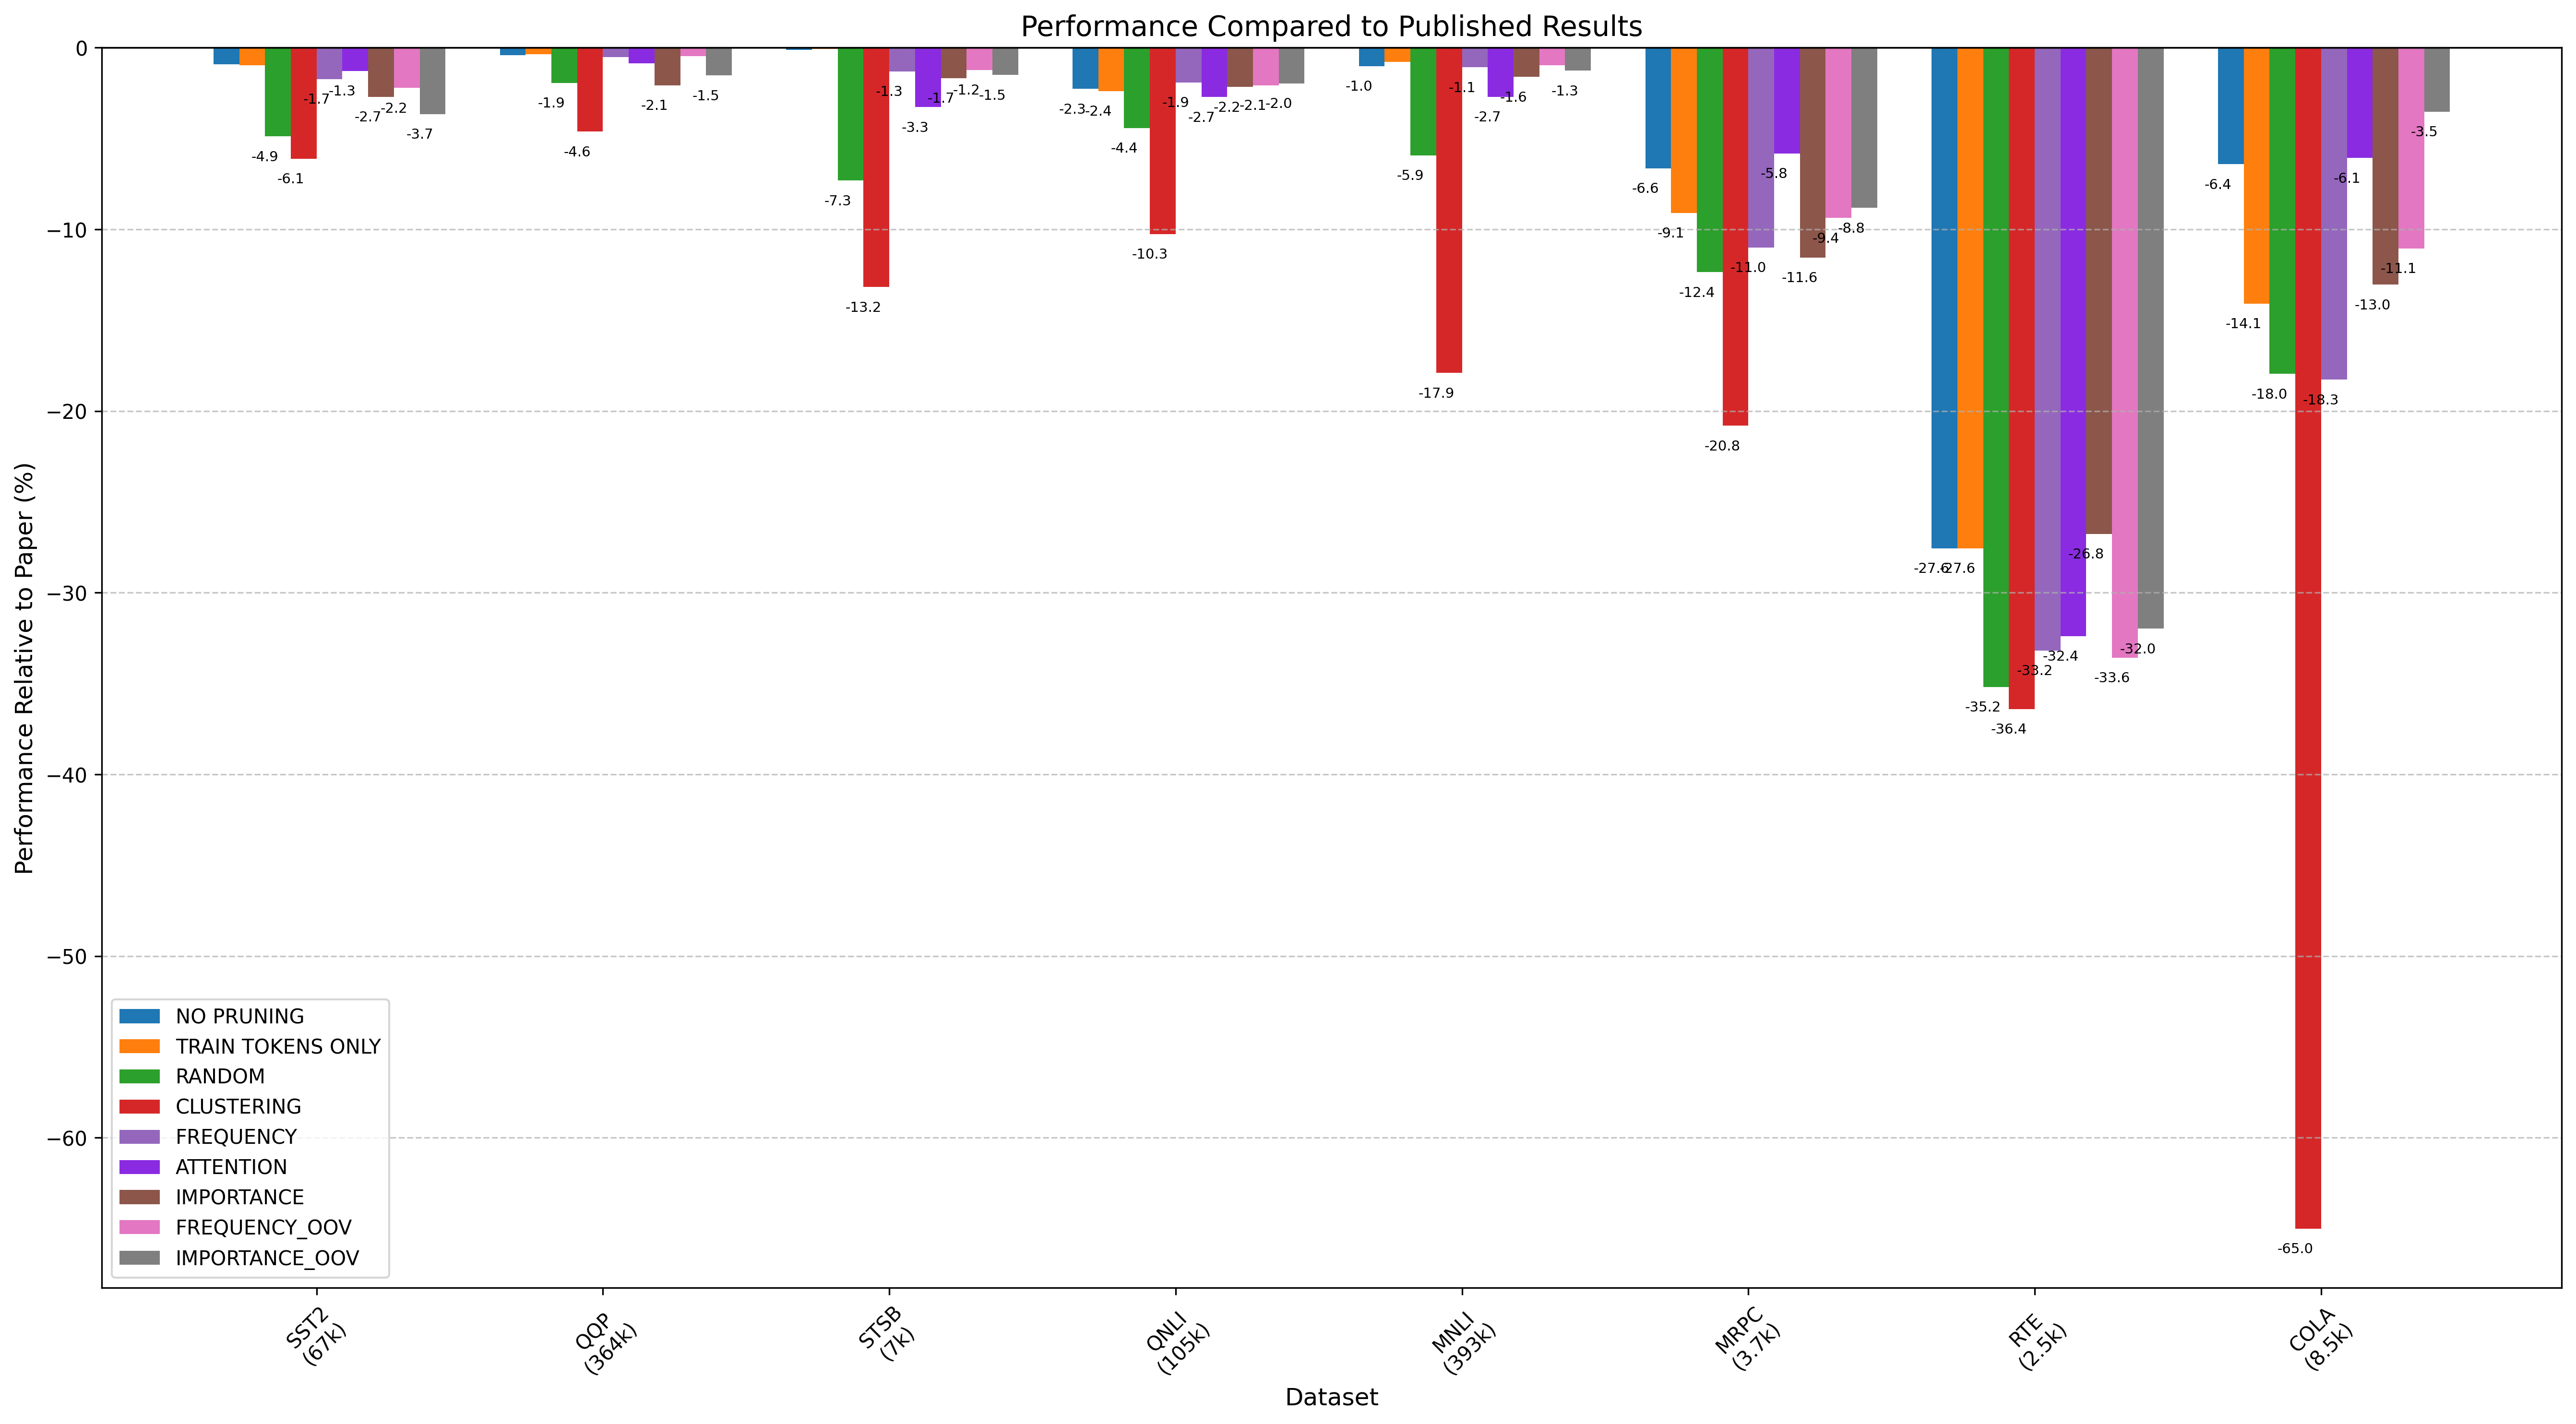 Performance Compared to Published Results
Performance Relative to Paper (%)
0
−10
−20
−30
−40
−50
−60
-4.9
-6.1
-1.7
-1.3
-2.7
-2.2
-3.7
-1.9
-4.6
-2.1
-1.5
-7.3
-13.2
-1.3
-3.3
-1.7
-1.2
-1.5
-2.3
-2.4
-4.4
-10.3
-1.9
-2.7
-2.2
-2.1
-2.0
-1.0
-5.9
-17.9
-1.1
-2.7
-1.6
-1.3
-6.6
-9.1
-12.4
-20.8
-11.0
-5.8
-11.6
-9.4
-8.8
-27.6
-27.6
-35.2
-36.4
-33.2
-32.4
-26.8
-33.6
-32.0
-6.4
-14.1
-18.0
-65.0
-18.3
-6.1
-13.0
-11.1
-3.5
NO PRUNING
TRAIN TOKENS ONLY
RANDOM
CLUSTERING
FREQUENCY
ATTENTION
IMPORTANCE
FREQUENCY_OOV
IMPORTANCE_OOV
SST2
(67k)
QQP
(364k)
STSB
(7k)
QNLI
(105k)
MNLI
(393k)
MRPC
(3.7k)
RTE
(2.5k)
COLA
(8.5k)
Dataset